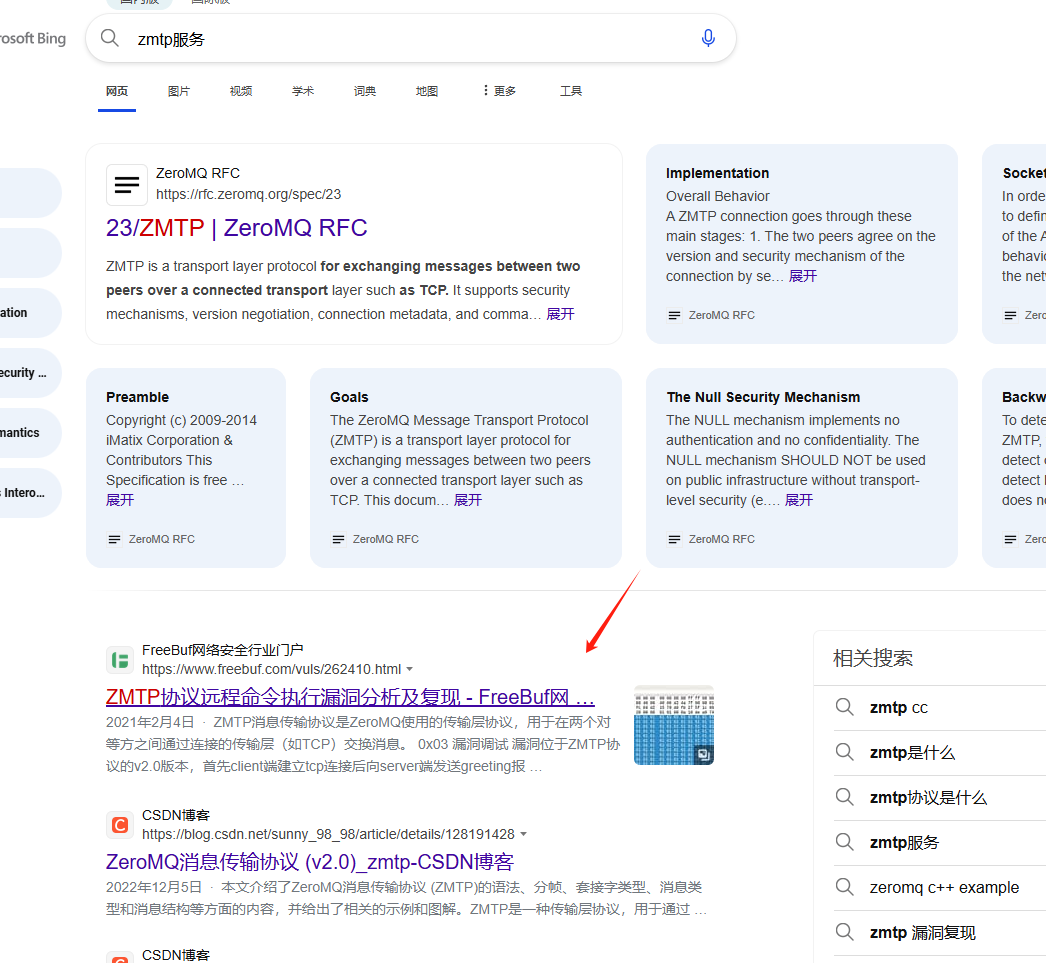 国内版 国际版
rosoft Bing
zmtp服务
网页 图片 视频 学术 词典 地图 更多 工具
ZeroMQ RFC
https://rfc.zeromq.org/spec/23
23/ZMTP | ZeroMQ RFC
ZMTP is a transport layer protocol for exchanging messages between two
peers over a connected transport layer such as TCP. It supports security
mechanisms, version negotiation, connection metadata, and comma… 展开
Implementation
Overall Behavior
A ZMTP connection goes through these
main stages: 1. The two peers agree on the
version and security mechanism of the
connection by se… 展开
ZeroMQ RFC
Socket
In orde
to defin
of the A
behavio
the net
Zero
ation
ecurity ...
mantics
s Intero...
Preamble
Copyright (c) 2009-2014
iMatix Corporation &
Contributors This
Specification is free …
展开
ZeroMQ RFC
Goals
The ZeroMQ Message Transport Protocol
(ZMTP) is a transport layer protocol for
exchanging messages between two peers
over a connected transport layer such as
TCP. This docum… 展开
ZeroMQ RFC
The Null Security Mechanism
The NULL mechanism implements no
authentication and no confidentiality. The
NULL mechanism SHOULD NOT be used
on public infrastructure without transport-
level security (e.… 展开
ZeroMQ RFC
Backw
To dete
ZMTP,
detect
detect
does n
Zero
FreeBuf网络安全行业门户
https://www.freebuf.com/vuls/262410.html
ZMTP协议远程命令执行漏洞分析及复现 - FreeBuf网 …
2021年2月4日 · ZMTP消息传输协议是ZeroMQ使用的传输层协议，用于在两个对
等方之间通过连接的传输层（如TCP）交换消息。 0x03 漏洞调试 漏洞位于ZMTP协
议的v2.0版本，首先client端建立tcp连接后向server端发送greeting报 …
CSDN博客
https://blog.csdn.net/sunny_98_98/article/details/128191428
ZeroMQ消息传输协议 (v2.0)_zmtp-CSDN博客
2022年12月5日 · 本文介绍了ZeroMQ消息传输协议 (ZMTP)的语法、分帧、套接字类型、消息类
型和消息结构等方面的内容，并给出了相关的示例和图解。ZMTP是一种传输层协议，用于通过 …
CSDN博客
相关搜索
zmtp cc
zmtp是什么
zmtp协议是什么
zmtp服务
zeromq c++ example
zmtp 漏洞复现